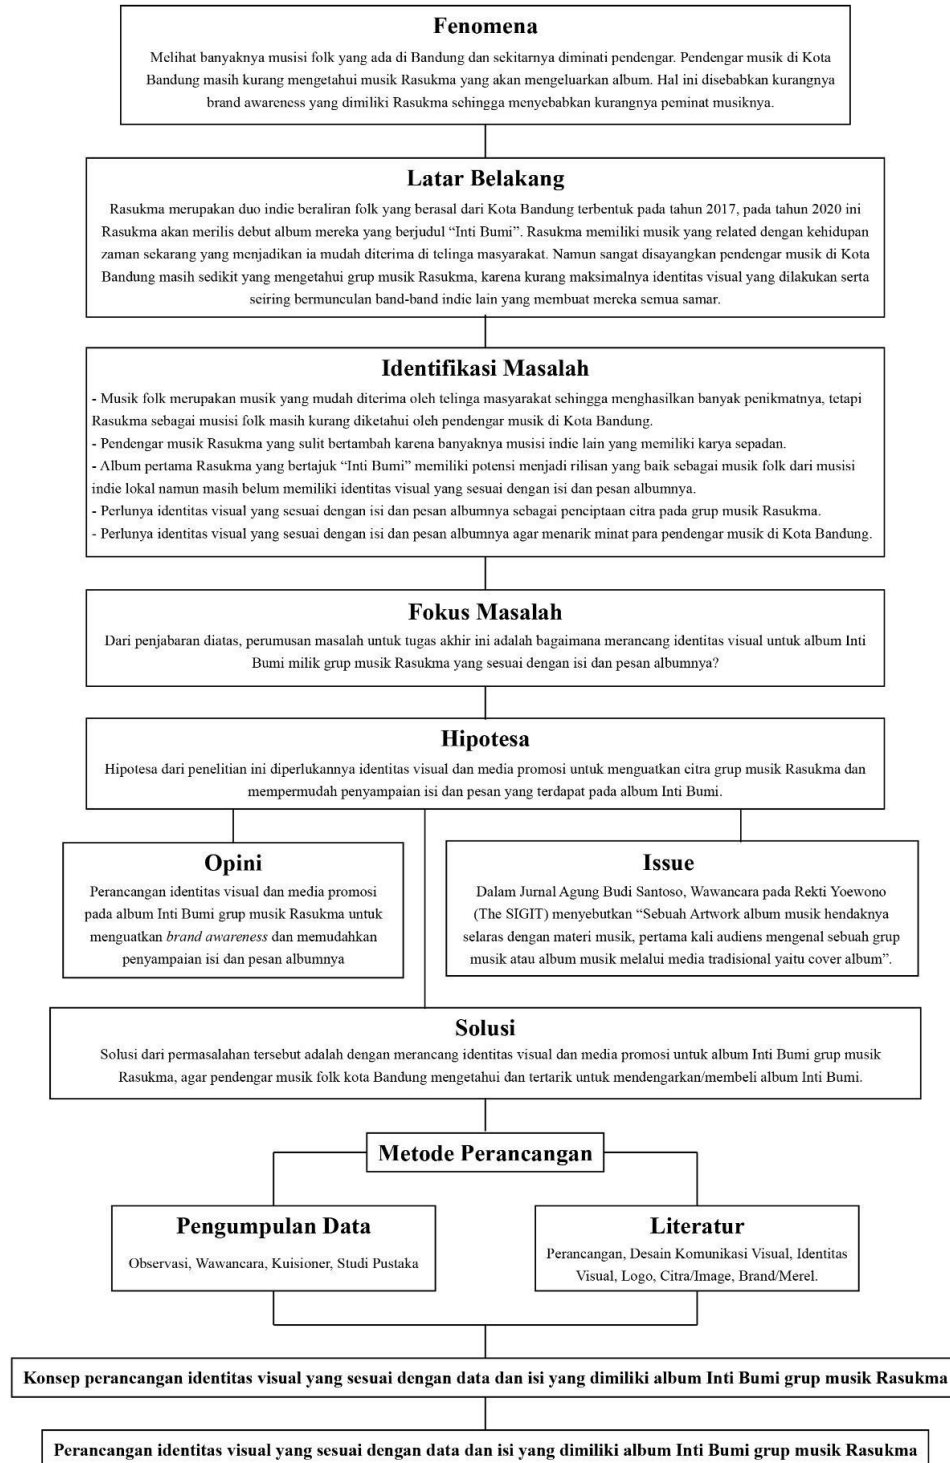 Fenomena
Melihat banyaknya musisi folk yang ada di Bandung dan sekitarnya diminati pendengar. Pendengar musik di Kota
Bandung masih kurang mengetahui musik Rasukma yang akan mengeluarkan album. Hal ini disebabkan kurangnya
brand awareness yang dimiliki Rasukma sehingga menyebabkan kurangnya peminat musiknya.
Latar Belakang
Rasukma merupakan duo indie beraliran folk yang berasal dari Kota Bandung terbentuk pada tahun 2017, pada tahun 2020 ini
Rasukma akan merilis debut album mereka yang berjudul “Inti Bumi”. Rasukma memiliki musik yang related dengan kehidupan
zaman sekarang yang menjadikan ia mudah diterima di telinga masyarakat. Namun sangat disayangkan pendengar musik di Kota
Bandung masih sedikit yang mengetahui grup musik Rasukma, karena kurang maksimalnya identitas visual yang dilakukan serta
seiring bermunculan band-band indie lain yang membuat mereka semua samar.
Identifikasi Masalah
- Musik folk merupakan musik yang mudah diterima oleh telinga masyarakat sehingga menghasilkan banyak penikmatnya, tetapi
Rasukma sebagai musisi folk masih kurang diketahui oleh pendengar musik di Kota Bandung.
- Pendengar musik Rasukma yang sulit bertambah karena banyaknya musisi indie lain yang memiliki karya sepadan.
- Album pertama Rasukma yang bertajuk “Inti Bumi” memiliki potensi menjadi rilisan yang baik sebagai musik folk dari musisi
indie lokal namun masih belum memiliki identitas visual yang sesuai dengan isi dan pesan albumnya.
- Perlunya identitas visual yang sesuai dengan isi dan pesan albumnya sebagai penciptaan citra pada grup musik Rasukma.
- Perlunya identitas visual yang sesuai dengan isi dan pesan albumnya agar menarik minat para pendengar musik di Kota Bandung.
Fokus Masalah
Dari penjabaran diatas, perumusan masalah untuk tugas akhir ini adalah bagaimana merancang identitas visual untuk album Inti
Bumi milik grup musik Rasukma yang sesuai dengan isi dan pesan albumnya?
Hipotesa
Hipotesa dari penelitian ini diperlukannya identitas visual dan media promosi untuk menguatkan citra grup musik Rasukma dan
mempermudah penyampaian isi dan pesan yang terdapat pada album Inti Bumi.
Opini
Perancangan identitas visual dan media promosi
pada album Inti Bumi grup musik Rasukma untuk
menguatkan brand awareness dan memudahkan
penyampaian isi dan pesan albumnya
Issue
Dalam Jurnal Agung Budi Santoso, Wawancara pada Rekti Yoewono
(The SIGIT) menyebutkan “Sebuah Artwork album musik hendaknya
selaras dengan materi musik, pertama kali audiens mengenal sebuah grup
musik atau album musik melalui media tradisional yaitu cover album”.
Solusi
Solusi dari permasalahan tersebut adalah dengan merancang identitas visual dan media promosi untuk album Inti Bumi grup musik
Rasukma, agar pendengar musik folk kota Bandung mengetahui dan tertarik untuk mendengarkan/membeli album Inti Bumi.
Metode Perancangan
Pengumpulan Data
Observasi, Wawancara, Kuisioner, Studi Pustaka
Literatur
Perancangan, Desain Komunikasi Visual, Identitas
Visual, Logo, Citra/Image, Brand/Merel.
Konsep perancangan identitas visual yang sesuai dengan data dan isi yang dimiliki album Inti Bumi grup musik Rasukma
Perancangan identitas visual yang sesuai dengan data dan isi yang dimiliki album Inti Bumi grup musik Rasukma